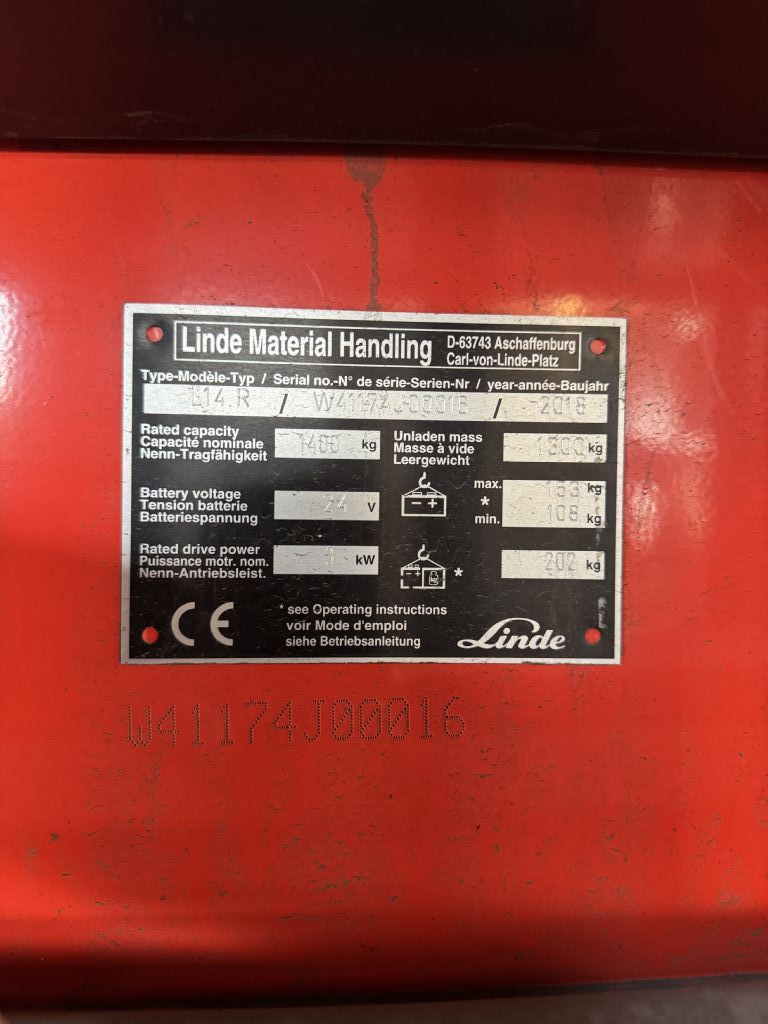 Linde Material Handling
D-63743 Aschaffenburg
Carl-von-Linde-Platz
Type-Modèle-Typ / Serial no.-N° de série-Serien-Nr / year-année-Baujahr
L14.R / W41174J00016 / 2018
Rated capacity
Capacité nominale
Nenn-Tragfähigkeit
1400 kg
Unladen mass
Masse à vide
Leergewicht
1300 kg
Battery voltage
Tension batterie
Batteriespannung
24 V
max. 153 kg
*
min. 108 kg
Rated drive power
Puissance motr. nom.
Nenn-Antriebsleist.
3 kW
kg * 202 kg
CE
* see Operating instructions
voir Mode d'emploi
siehe Betriebsanleitung
Linde
W41174J00016